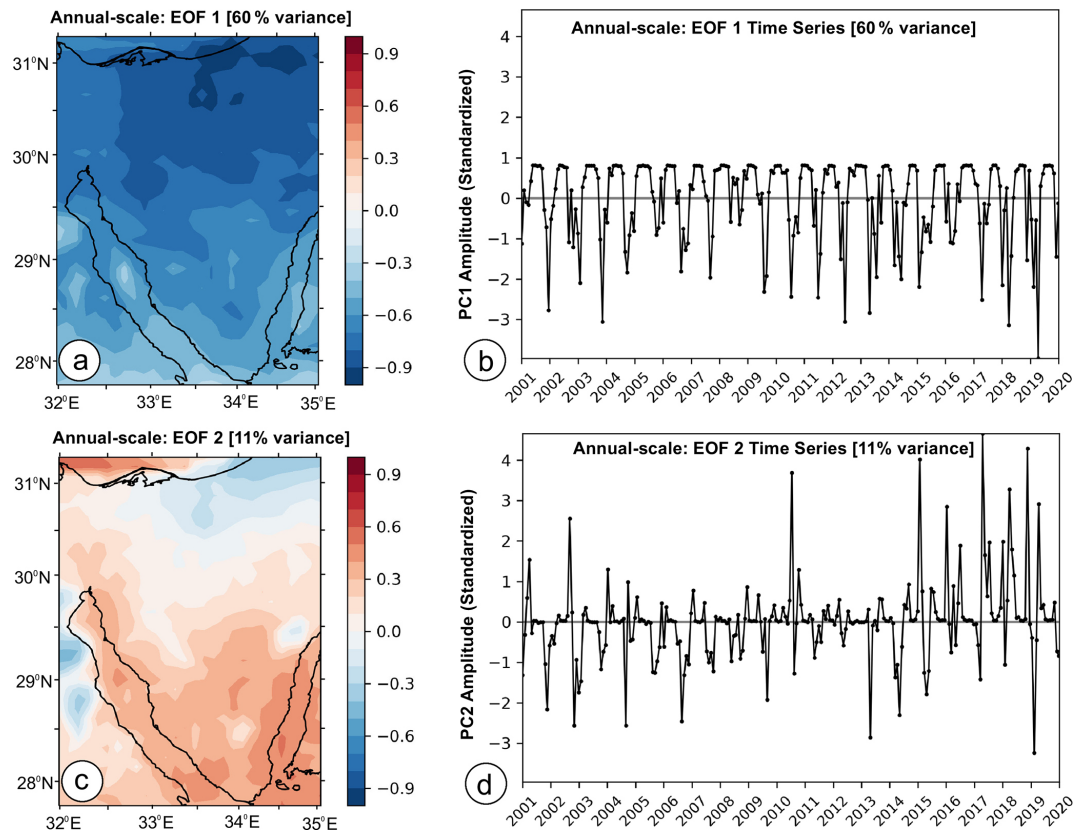 Annual-scale: EOF 1 [60 % variance]
31°N
30°N
29°N
28°N
32°E
33°E
34°E
35°E
0.9
0.6
0.3
0.0
−0.3
−0.6
−0.9
a
Annual-scale: EOF 1 Time Series [60 % variance]
PC1 Amplitude (Standardized)
4
3
2
1
0
−1
−2
−3
2001
2002
2003
2004
2005
2006
2007
2008
2009
2010
2011
2012
2013
2014
2015
2016
2017
2018
2019
2020
b
Annual-scale: EOF 2 [11% variance]
31°N
30°N
29°N
28°N
32°E
33°E
34°E
35°E
0.9
0.6
0.3
0.0
−0.3
−0.6
−0.9
c
Annual-scale: EOF 2 Time Series [11% variance]
PC2 Amplitude (Standardized)
4
3
2
1
0
−1
−2
−3
2001
2002
2003
2004
2005
2006
2007
2008
2009
2010
2011
2012
2013
2014
2015
2016
2017
2018
2019
2020
d